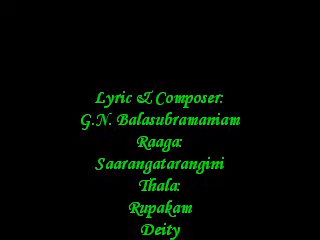 Lyric & Composer:
G.N. Balasubramaniam
Raaga:
Saarangatarangini
Thala:
Rupakam
Deity